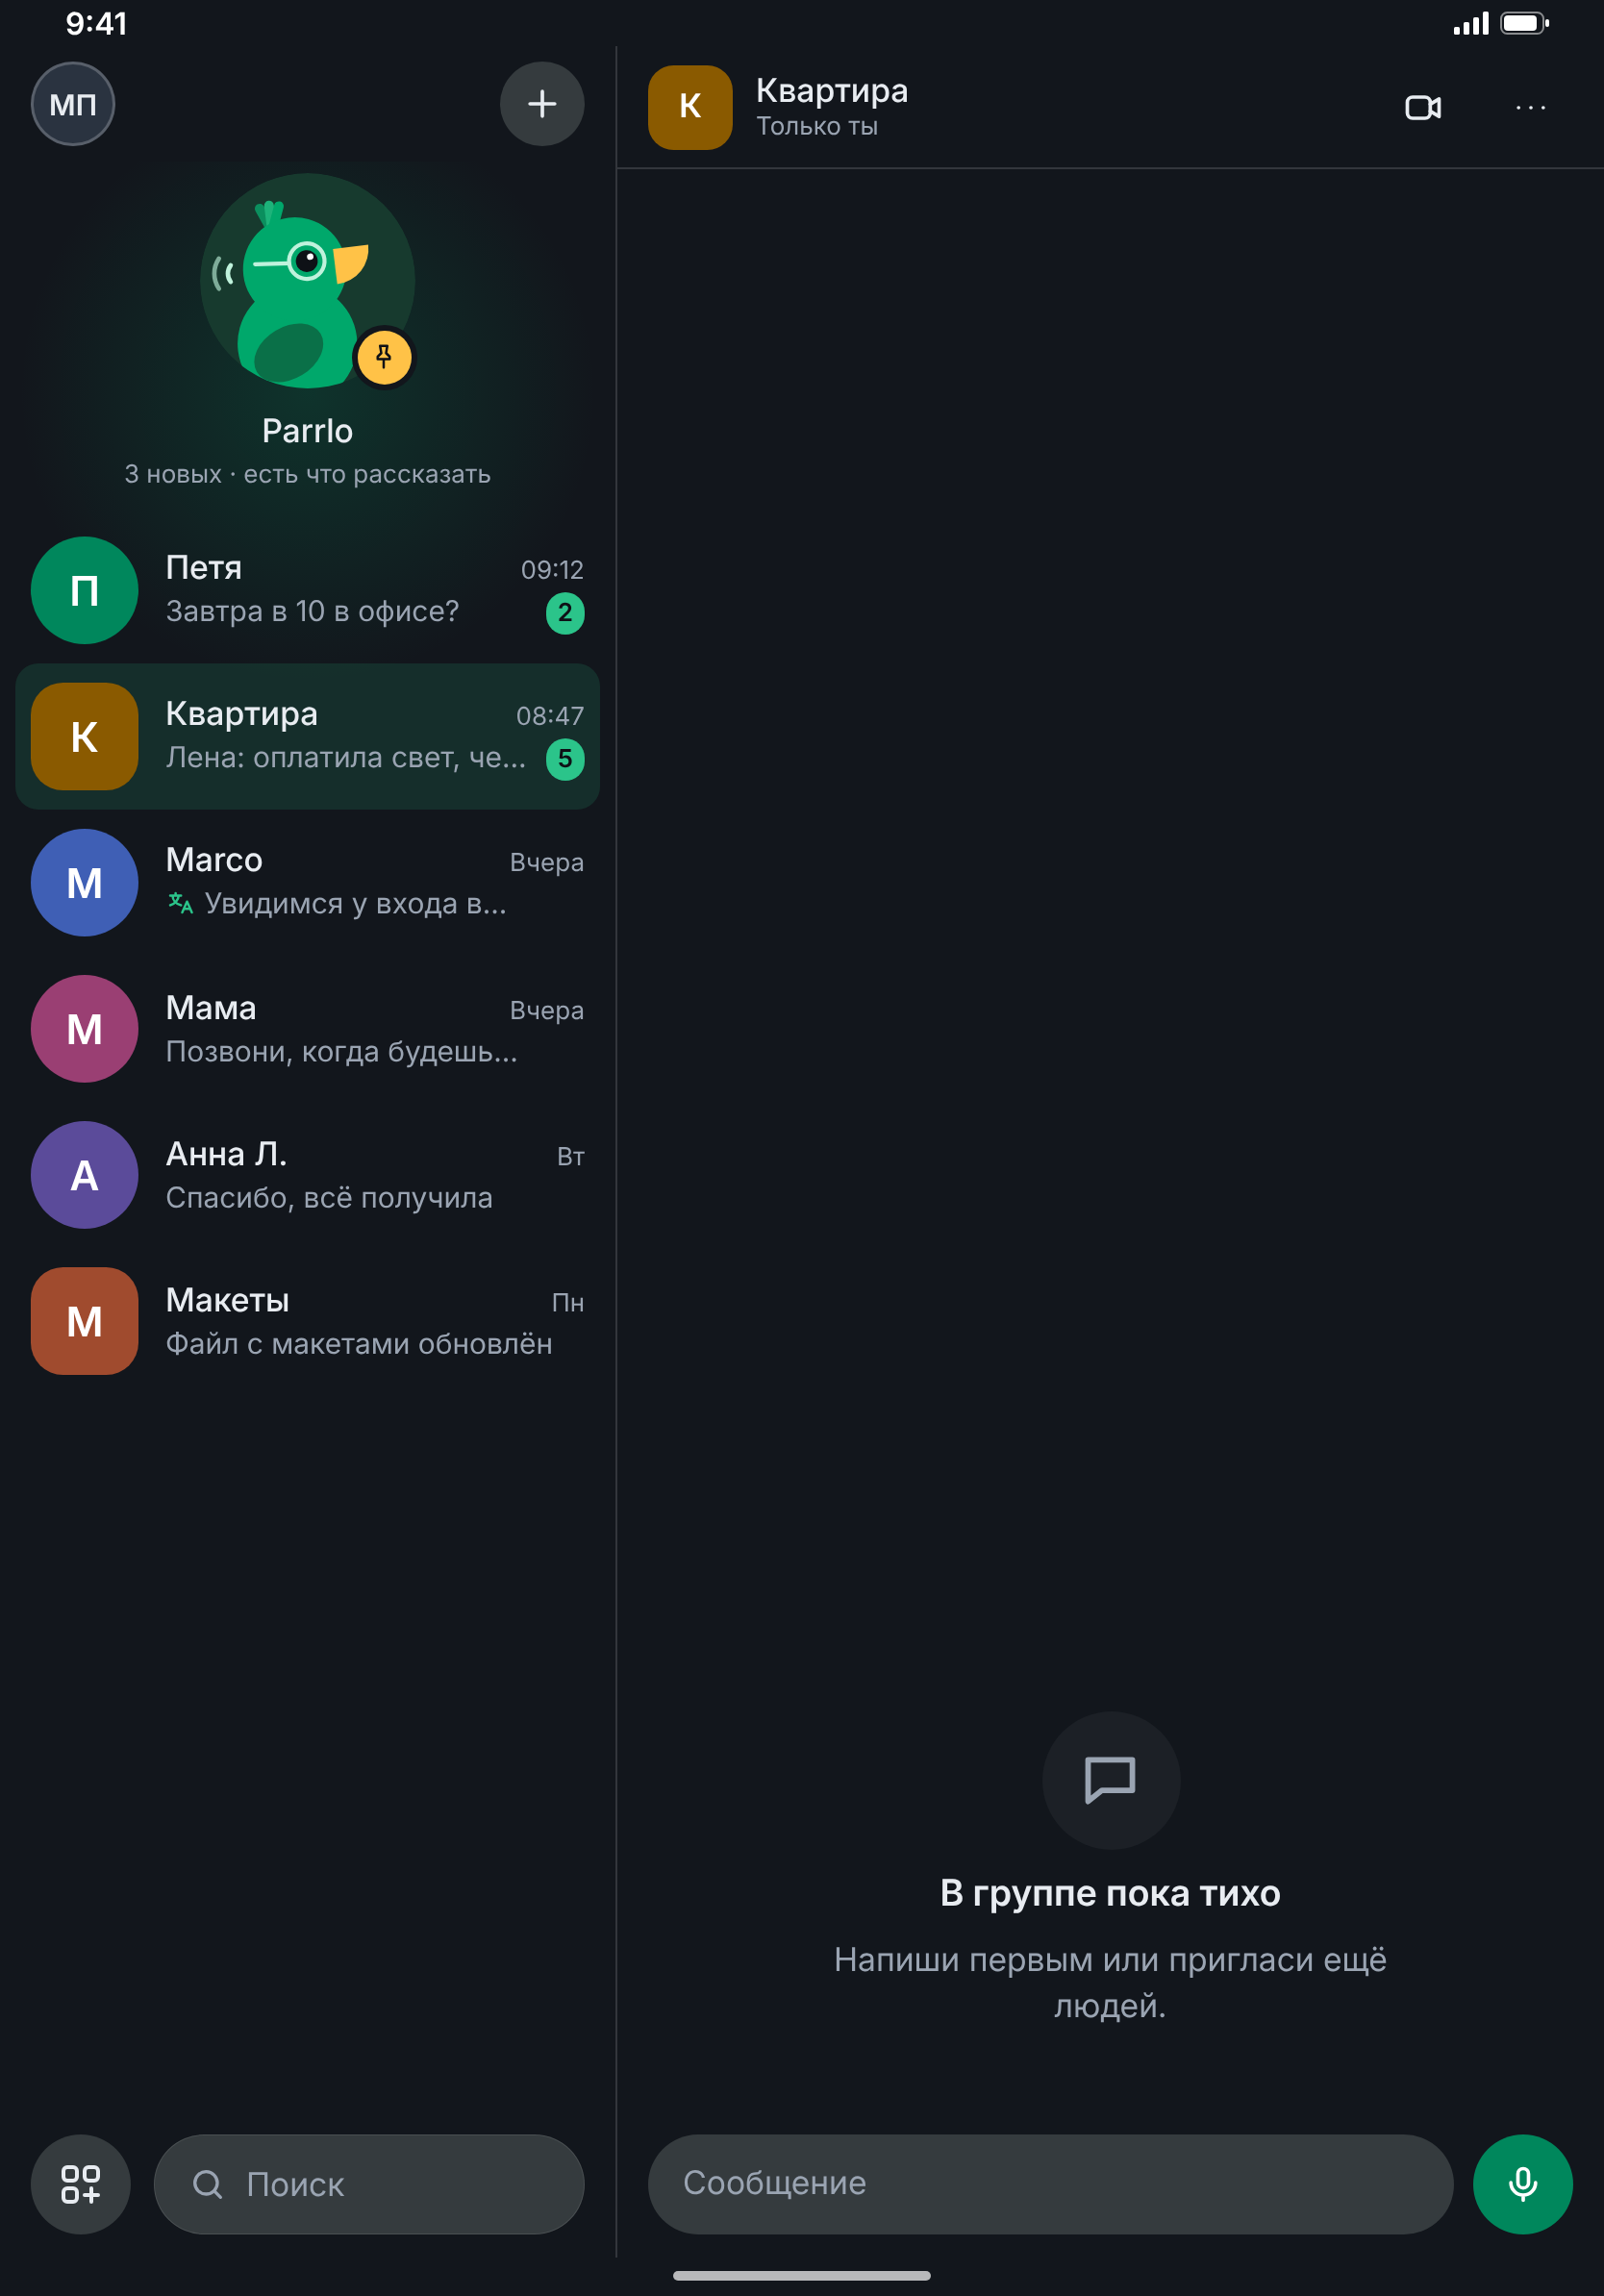 9:41
МП
Parrlo
3 новых · есть что рассказать
П
Петя
09:12
Завтра в 10 в офисе?
2
К
Квартира
08:47
Лена: оплатила свет, че...
5
M
Marco
Вчера
Увидимся у входа в...
М
Мама
Вчера
Позвони, когда будешь...
А
Анна Л.
Вт
Спасибо, всё получила
М
Макеты
Пн
Файл с макетами обновлён
Поиск
К
Квартира
Только ты
В группе пока тихо
Напиши первым или пригласи ещё
людей.
Сообщение